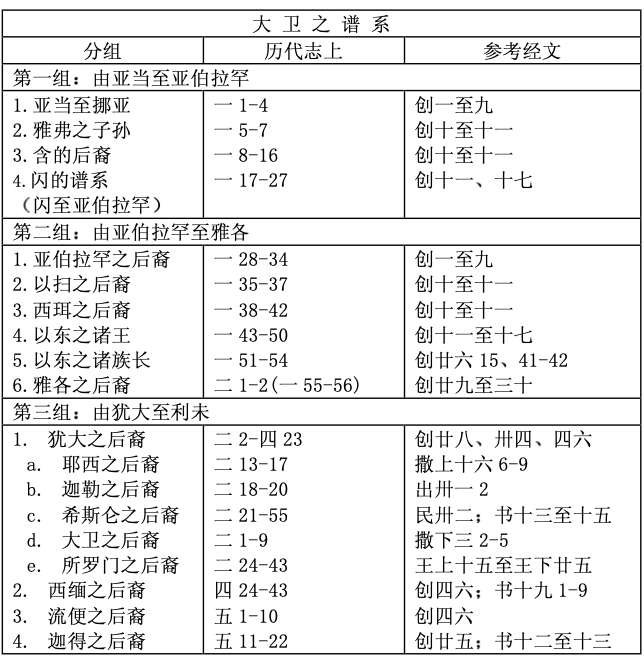 大 卫 之 谱 系
分组 历代志上 参考经文
第一组：由亚当至亚伯拉罕
1.亚当至挪亚 一 1-4 创一至九
2.雅弗之子孙 一 5-7 创十至十一
3.含的后裔 一 8-16 创十至十一
4.闪的谱系 一 17-27 创十一、十七
（闪至亚伯拉罕）
第二组：由亚伯拉罕至雅各
1.亚伯拉罕之后裔 一 28-34 创一至九
2.以扫之后裔 一 35-37 创十至十一
3.西珥之后裔 一 38-42 创十至十一
4.以东之诸王 一 43-50 创十一至十七
5.以东之诸族长 一 51-54 创廿六 15、41-42
6.雅各之后裔 二 1-2(一 55-56) 创廿九至三十
第三组：由犹大至利未
1. 犹大之后裔 二 2-四 23 创廿八、卅四、四六
a. 耶西之后裔 二 13-17 撒上十六 6-9
b. 迦勒之后裔 二 18-20 出卅一 2
c. 希斯仑之后裔 二 21-55 民卅二；书十三至十五
d. 大卫之后裔 二 1-9 撒下三 2-5
e. 所罗门之后裔 二 24-43 王上十五至王下廿五
2. 西缅之后裔 四 24-43 创四六；书十九 1-9
3. 流便之后裔 五 1-10 创四六
4. 迦得之后裔 五 11-22 创廿五；书十二至十三